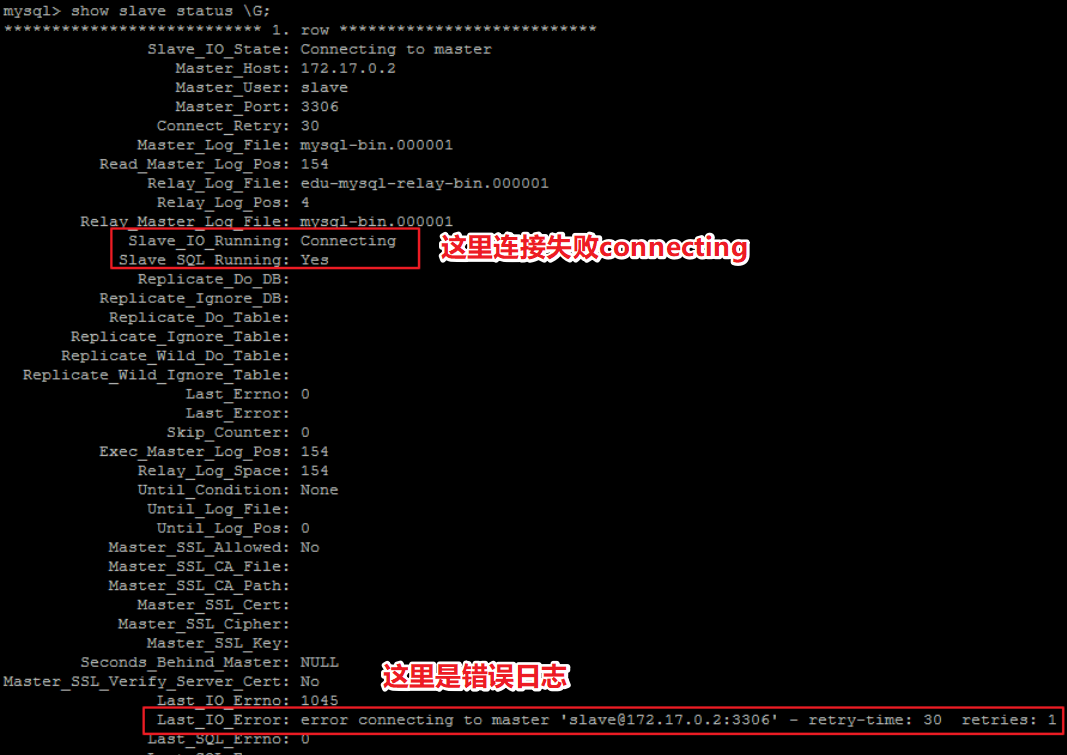 mysql> show slave status \G;
*************************** 1. row ***************************
Slave_IO_State: Connecting to master
Master_Host: 172.17.0.2
Master_User: slave
Master_Port: 3306
Connect_Retry: 30
Master_Log_File: mysql-bin.000001
Read_Master_Log_Pos: 154
Relay_Log_File: edu-mysql-relay-bin.000001
Relay_Log_Pos: 4
Relay_Master_Log_File: mysql-bin.000001
Slave_IO_Running: Connecting
这里连接失败connecting
Slave_SQL_Running: Yes
Replicate_Do_DB:
Replicate_Ignore_DB:
Replicate_Do_Table:
Replicate_Ignore_Table:
Replicate_Wild_Do_Table:
Replicate_Wild_Ignore_Table:
Last_Errno: 0
Last_Error:
Skip_Counter: 0
Exec_Master_Log_Pos: 154
Relay_Log_Space: 154
Until_Condition: None
Until_Log_File:
Until_Log_Pos: 0
Master_SSL_Allowed: No
Master_SSL_CA_File:
Master_SSL_CA_Path:
Master_SSL_Cert:
Master_SSL_Cipher:
Master_SSL_Key:
Seconds_Behind_Master: NULL
这里是错误日志
Master_SSL_Verify_Server_Cert: No
Last_IO_Errno: 1045
Last_IO_Error: error connecting to master 'slave@172.17.0.2:3306' - retry-time: 30  retries: 1
Last_SQL_Errno: 0